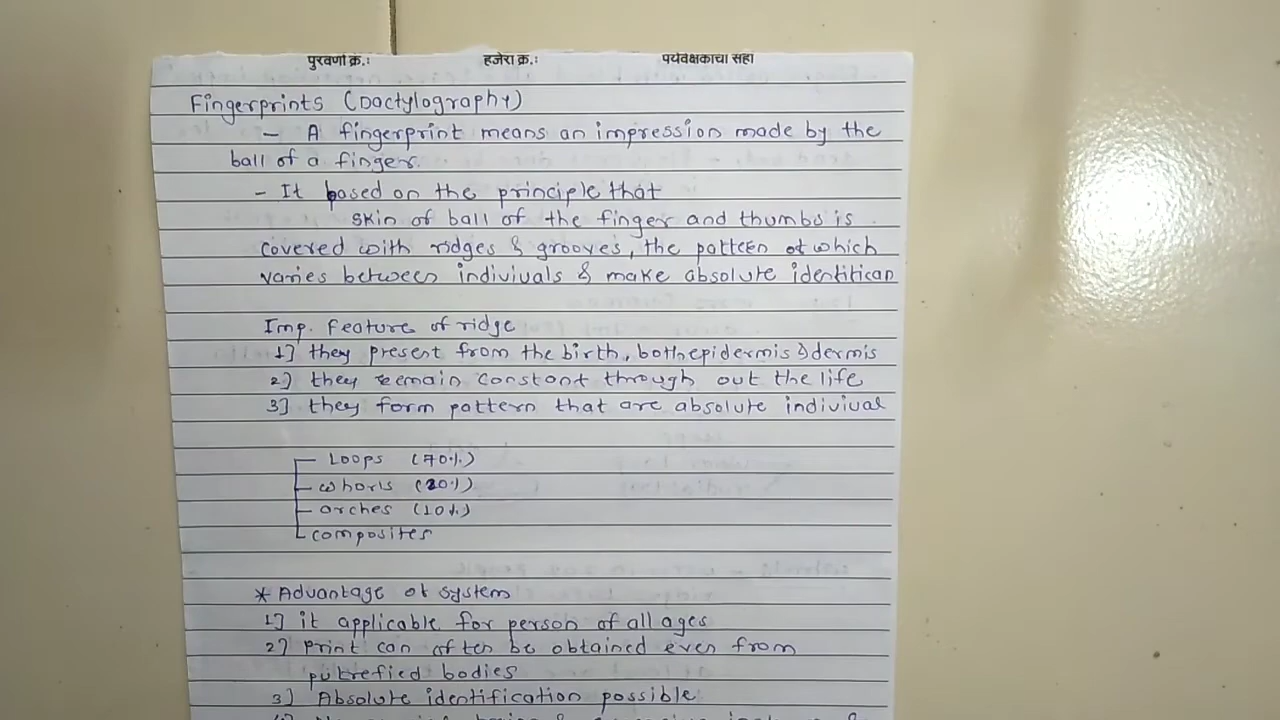 पुरवणी क्र.: हजेरी क्र.: पर्यवेक्षकाचा सही
Fingerprints (Dactylography)
- A fingerprint means an impression made by the
ball of a finger.
- It based on the principle that
skin of ball of the finger and thumbs is
covered with ridges & grooves, the pattern of which
varies between indivivals & make absolute identifican
Imp. Feature of ridge
1] they present from the birth, both epidermis & dermis
2] they remain constant through out the life
3] they form pattern that are absolute indivival
Loops (70%)
whorls (20%)
arches (10%)
composites
* Advantage of system
1] it applicable for person of all ages
2] Print can often be obtained even from
putrefied bodies
3] Absolute identification possible